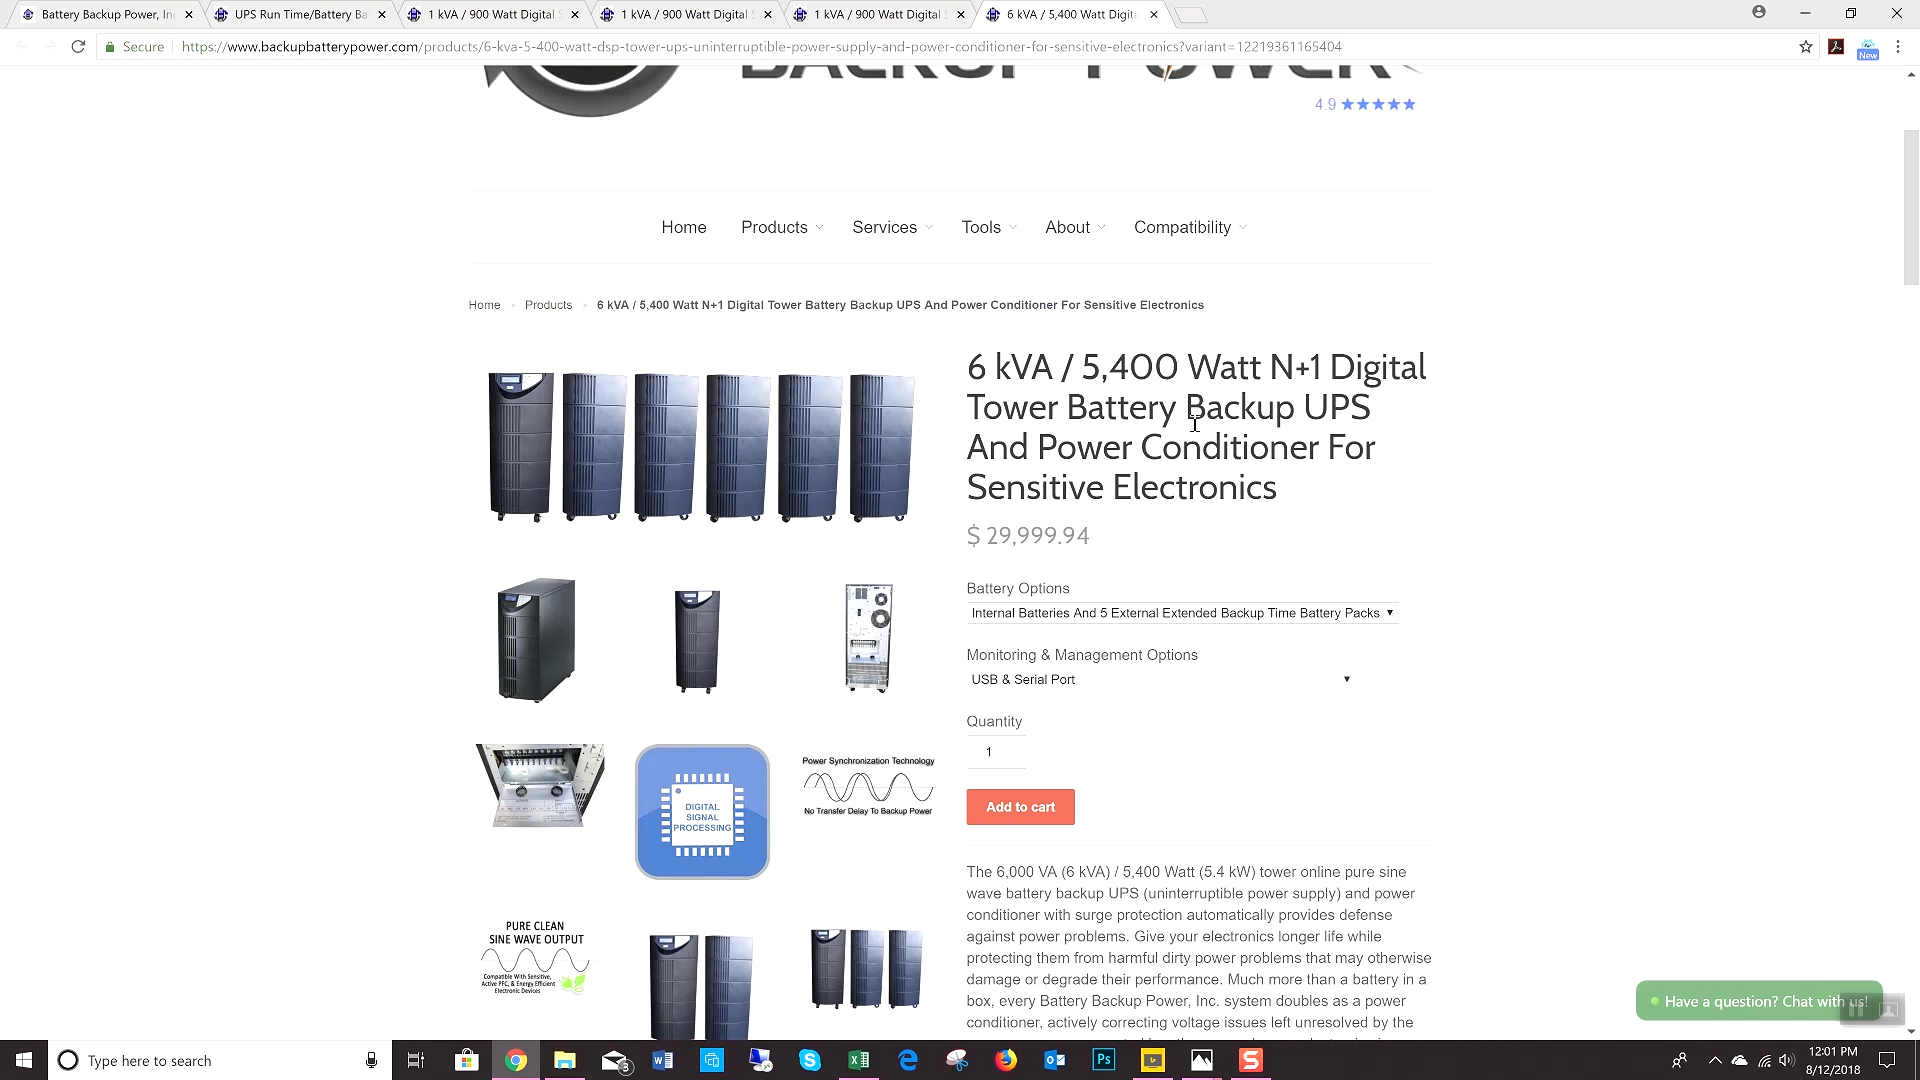 Battery Backup Power, In
UPS Run Time/Battery Ba
1 kVA / 900 Watt Digital
1 kVA / 900 Watt Digital
1 kVA / 900 Watt Digital
6 kVA / 5,400 Watt Digit
Secure
https://www.backupbatterypower.com/products/6-kva-5-400-watt-dsp-tower-ups-uninterruptible-power-supply-and-power-conditioner-for-sensitive-electronics?variant=12219361165404
New
BACKUP POWER
4.9 ★★★★★
Home
Products
Services
Tools
About
Compatibility
Home > Products > 6 kVA / 5,400 Watt N+1 Digital Tower Battery Backup UPS And Power Conditioner For Sensitive Electronics
6 kVA / 5,400 Watt N+1 Digital
Tower Battery Backup UPS
And Power Conditioner For
Sensitive Electronics
$ 29,999.94
Battery Options
Internal Batteries And 5 External Extended Backup Time Battery Packs
Monitoring & Management Options
USB & Serial Port
Quantity
1
Add to cart
Power Synchronization Technology
No Transfer Delay To Backup Power
DIGITAL
SIGNAL
PROCESSING
PURE CLEAN
SINE WAVE OUTPUT
Compatible With Sensitive,
Active PFC, & Energy Efficient
Electronic Devices
The 6,000 VA (6 kVA) / 5,400 Watt (5.4 kW) tower online pure sine
wave battery backup UPS (uninterruptible power supply) and power
conditioner with surge protection automatically provides defense
against power problems. Give your electronics longer life while
protecting them from harmful dirty power problems that may otherwise
damage or degrade their performance. Much more than a battery in a
box, every Battery Backup Power, Inc. system doubles as a power
conditioner, actively correcting voltage issues left unresolved by the
Have a question? Chat with us!
Type here to search
3
Ps
S
12:01 PM
8/12/2018